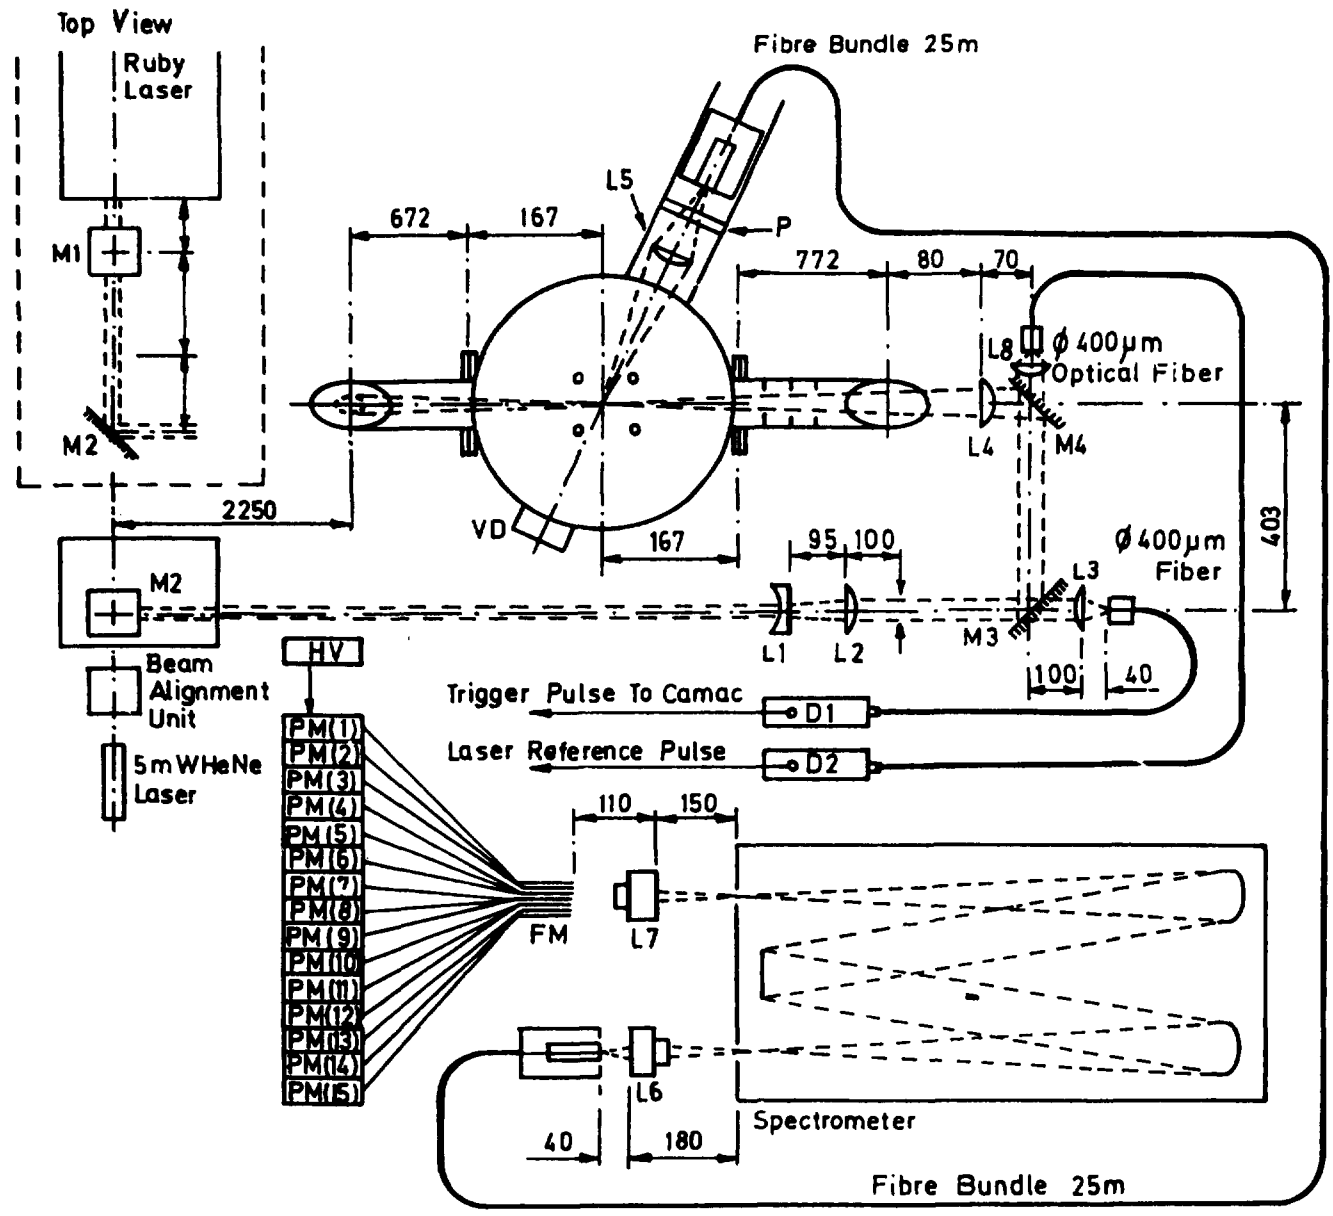 Top View
Ruby
Laser
M1
M2
Fibre Bundle 25m
L5
P
672
167
772
80
70
L8
Ø 400µm
Optical Fiber
L4
M4
2250
VD
167
403
M2
95
100
Ø 400µm
Fiber
L3
L1
L2
M3
100
40
HV
Beam
Alignment
Unit
5mWHeNe
Laser
Trigger Pulse To Camac
D1
Laser Reference Pulse
D2
PM(1)
PM(2)
PM(3)
PM(4)
PM(5)
PM(6)
PM(7)
PM(8)
PM(9)
PM(10)
PM(11)
PM(12)
PM(13)
PM(14)
PM(15)
110
150
FM
L7
L6
40
180
Spectrometer
Fibre Bundle 25m